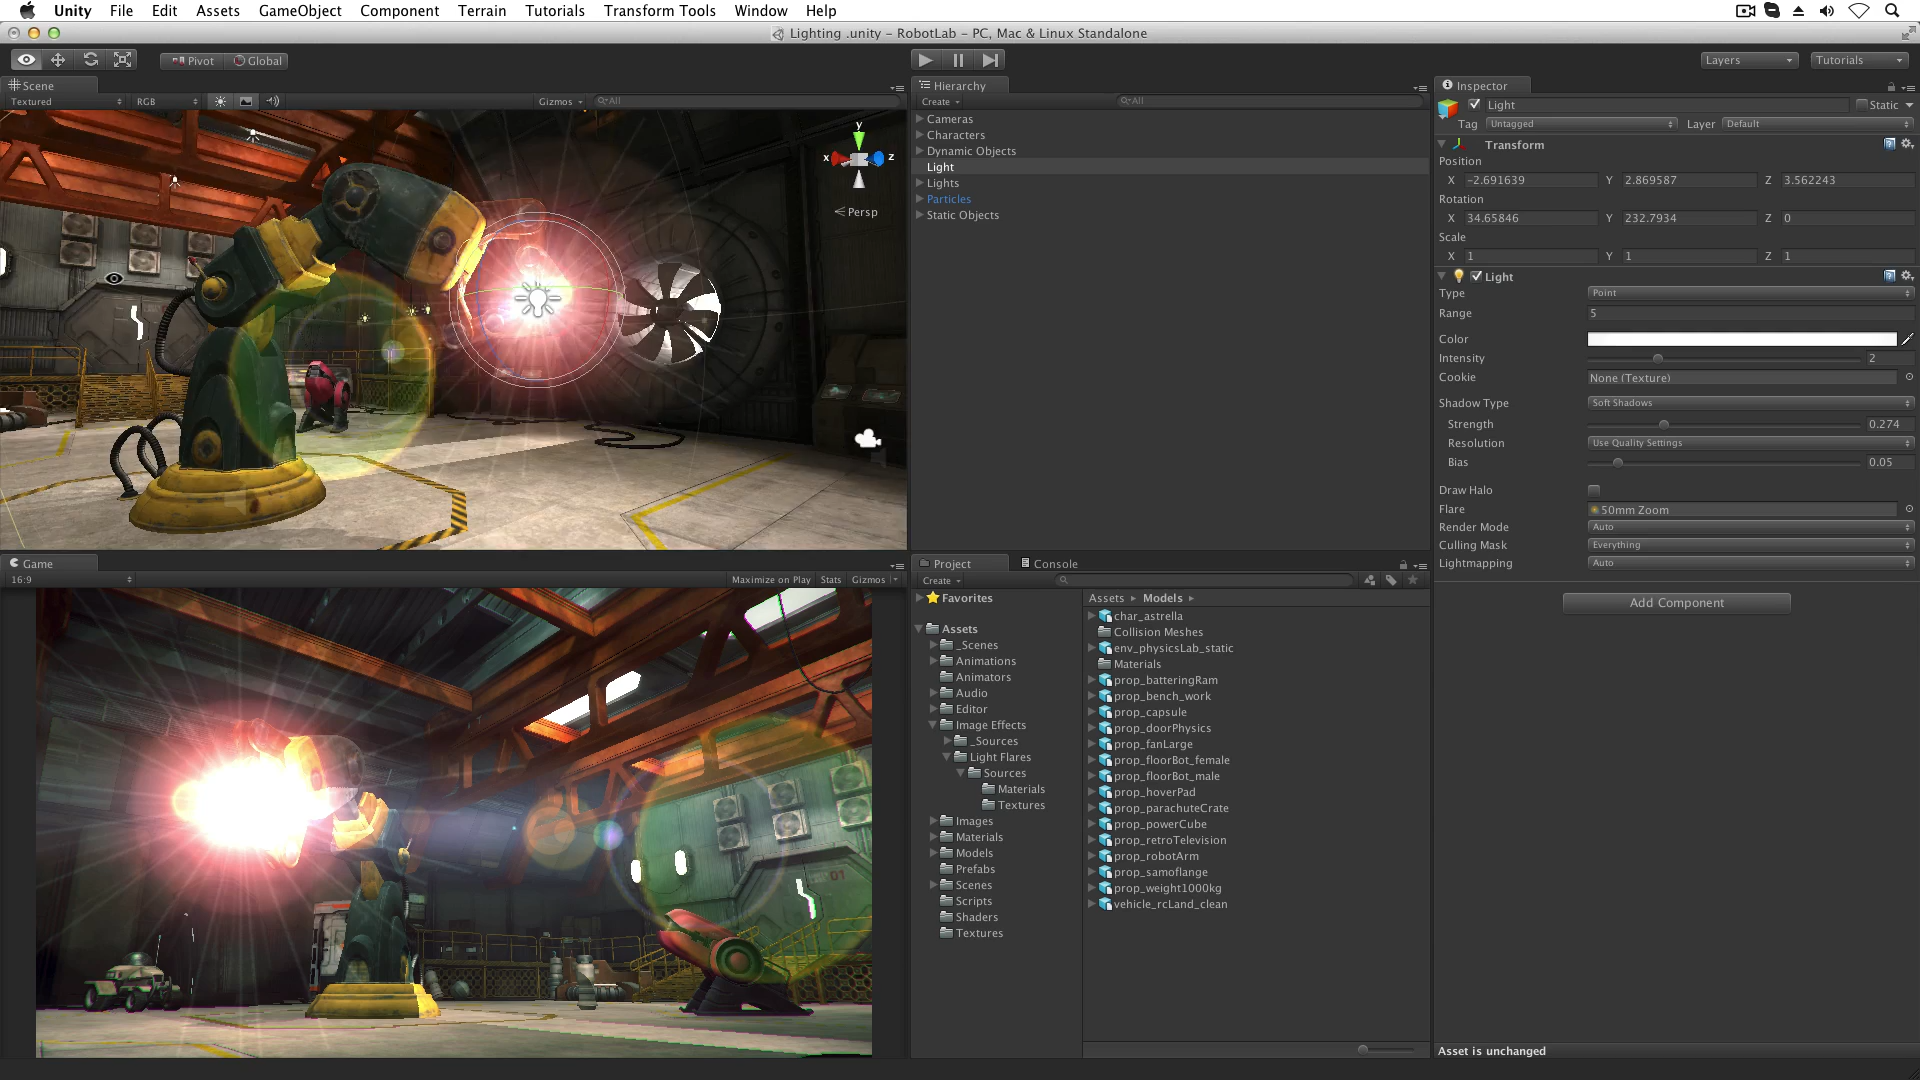 Unity File Edit Assets GameObject Component Terrain Tutorials Transform Tools Window Help
Lighting .unity - RobotLab - PC, Mac & Linux Standalone
Pivot Global Layers Tutorials
Scene
Textured RGB Gizmos All
y
x z
Persp
Hierarchy
Create All
Cameras
Characters
Dynamic Objects
Light
Lights
Particles
Static Objects
Inspector
Light Static
Tag Untagged Layer Default
Transform
Position
X -2.691639 Y 2.869587 Z 3.562243
Rotation
X 34.65846 Y 232.7934 Z 0
Scale
X 1 Y 1 Z 1
Light
Type Point
Range 5
Color
Intensity 2
Cookie None (Texture)
Shadow Type Soft Shadows
Strength 0.274
Resolution Use Quality Settings
Bias 0.05
Draw Halo
Flare 50mm Zoom
Render Mode Auto
Culling Mask Everything
Lightmapping Auto
Add Component
Asset is unchanged
Game
16:9 Maximize on Play Stats Gizmos
01
Project Console
Create
Favorites
Assets
_Scenes
Animations
Animators
Audio
Editor
Image Effects
_Sources
Light Flares
Sources
Materials
Textures
Images
Materials
Models
Prefabs
Scenes
Scripts
Shaders
Textures
Assets Models
char_astrella
Collision Meshes
env_physicsLab_static
Materials
prop_batteringRam
prop_bench_work
prop_capsule
prop_doorPhysics
prop_fanLarge
prop_floorBot_female
prop_floorBot_male
prop_hoverPad
prop_parachuteCrate
prop_powerCube
prop_retroTelevision
prop_robotArm
prop_samoflange
prop_weight1000kg
vehicle_rcLand_clean